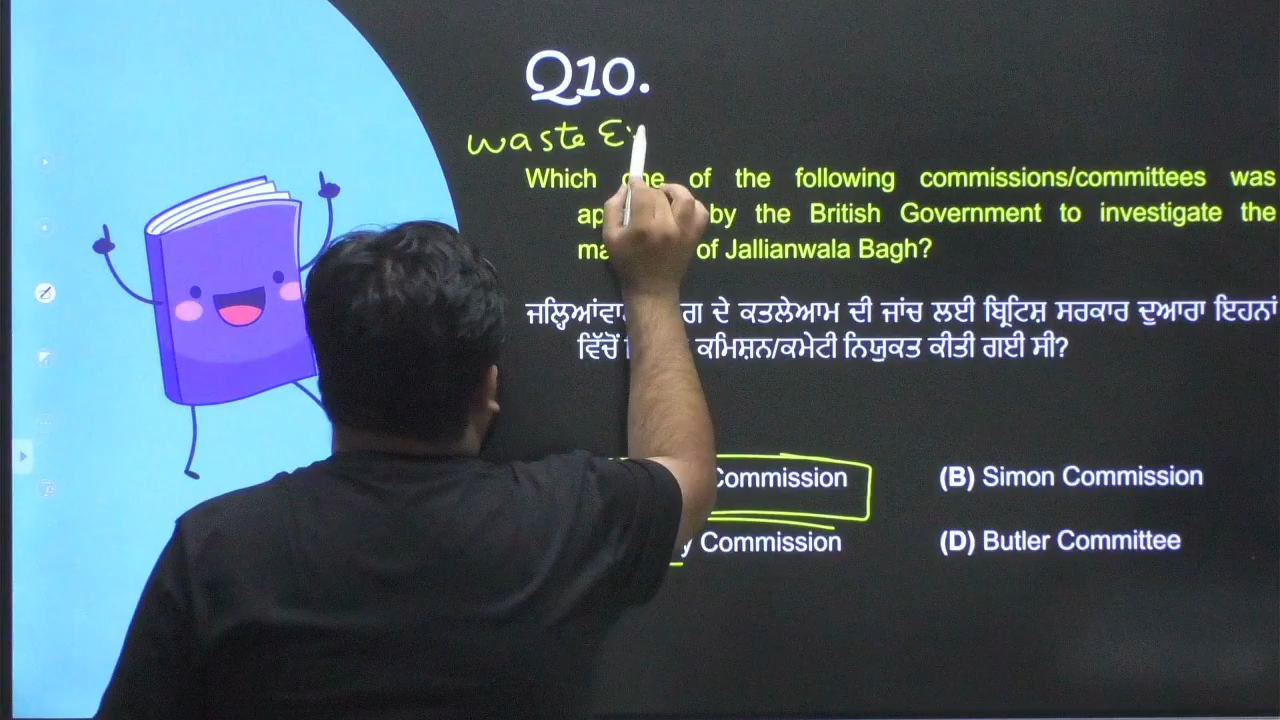 Q10.
waste
Which one of the following commissions/committees was
by the British Government to investigate the
of Jallianwala Bagh?
ਦੇ ਕਤਲੇਆਮ ਦੀ ਜਾਂਚ ਲਈ ਬ੍ਰਿਟਿਸ਼ ਸਰਕਾਰ ਦੁਆਰਾ ਇਹਨਾਂ
ਵਿੱਚੋਂ ਕਮਿਸ਼ਨ/ਕਮੇਟੀ ਨਿਯੁਕਤ ਕੀਤੀ ਗਈ ਸੀ?
Commission (B) Simon Commission
Commission (D) Butler Committee